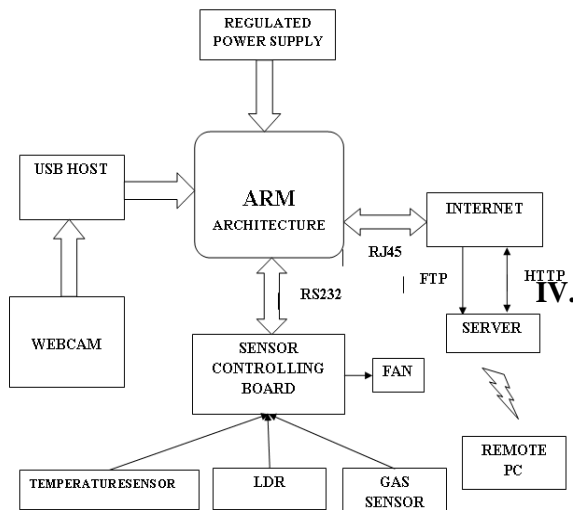 REGULATED
POWER SUPPLY
USB HOST
ARM
ARCHITECTURE
INTERNET
RJ45
RS232
FTP
HTTP
IV.
WEBCAM
SENSOR
CONTROLLING
BOARD
FAN
SERVER
REMOTE
PC
TEMPERATURESENSOR
LDR
GAS
SENSOR